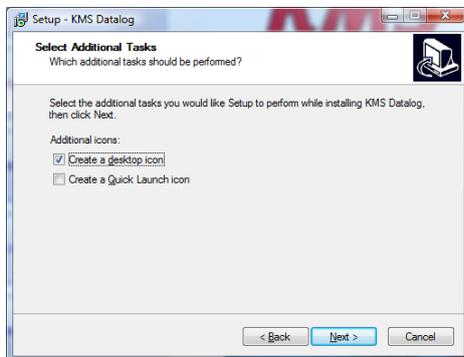 Setup - KMS Datalog
Select Additional Tasks
Which additional tasks should be performed?
Select the additional tasks you would like Setup to perform while installing KMS Datalog,
then click Next.
Additional icons:
Create a desktop icon
Create a Quick Launch icon
< Back
Next >
Cancel